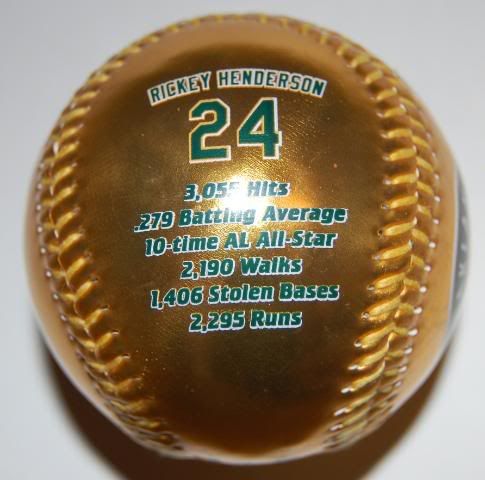 RICKEY HENDERSON
24
3,055 Hits
.279 Batting Average
10-time AL All-Star
2,190 Walks
1,406 Stolen Bases
2,295 Runs